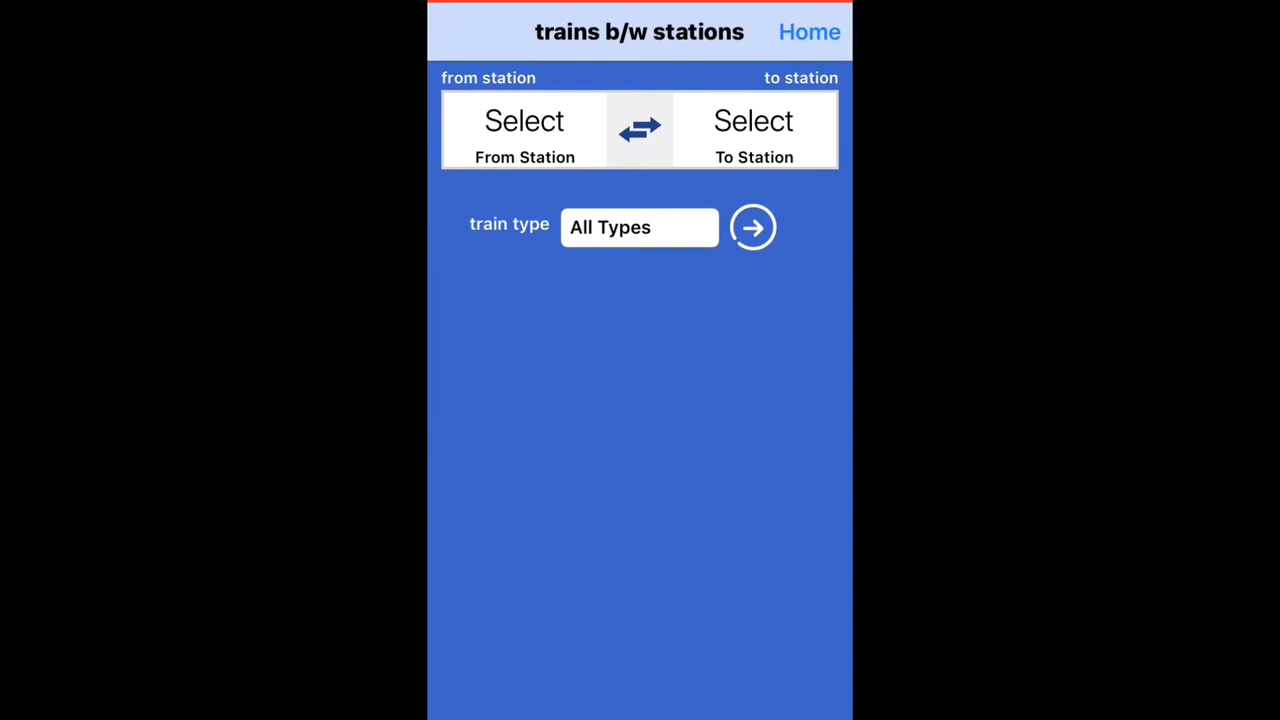 trains b/w stations Home
from station to station
Select Select
From Station To Station
train type All Types